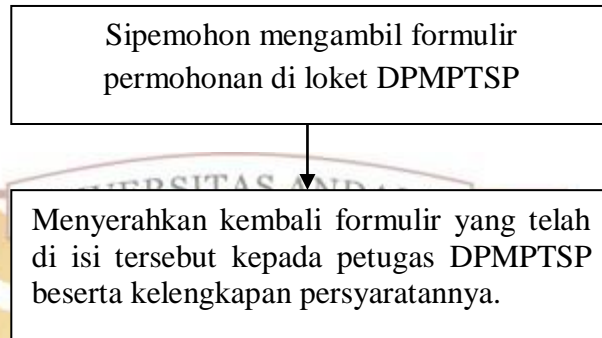 Sipemohon mengambil formulir
permohonan di loket DPMPTSP
Menyerahkan kembali formulir yang telah
di isi tersebut kepada petugas DPMPTSP
beserta kelengkapan persyaratannya.